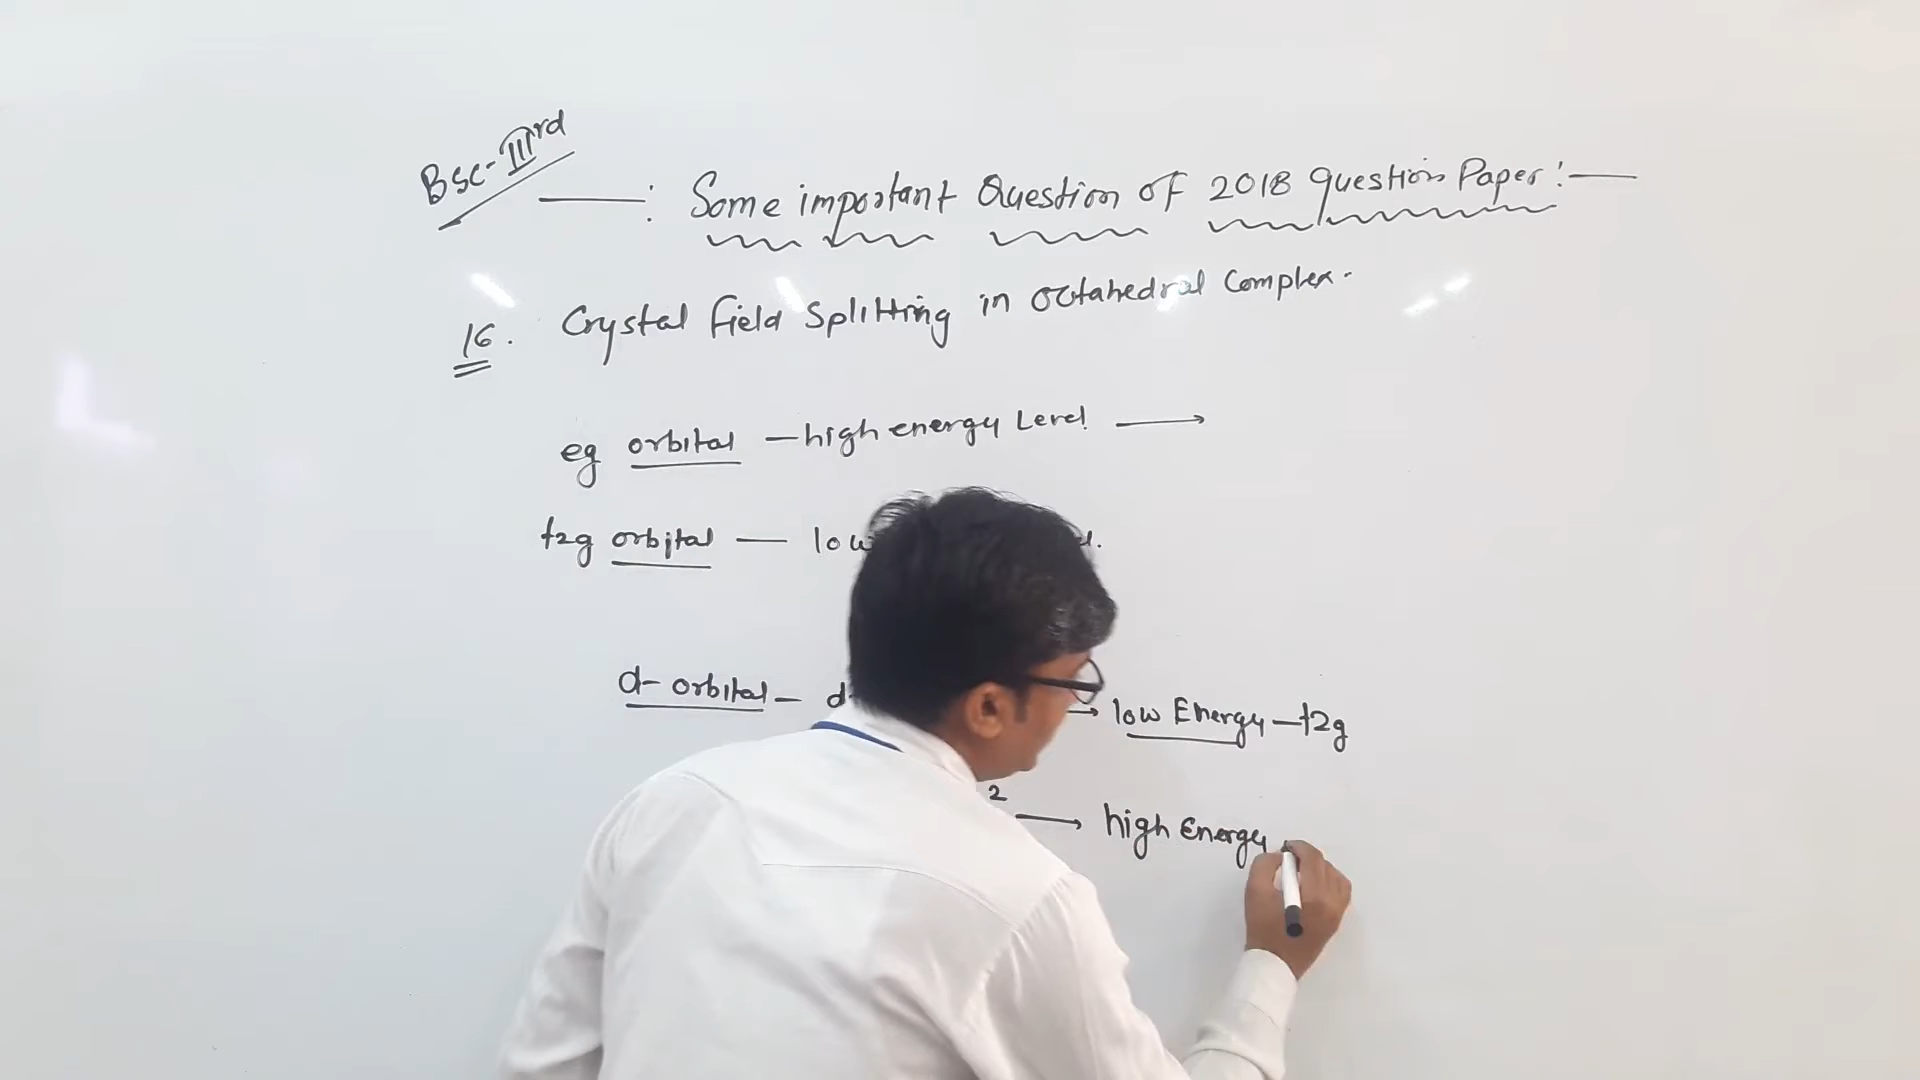 Bsc-IIIrd
: Some important Question of 2018 question Paper:
16. Crystal field Splitting in Octahedral Complex.
eg orbital — high energy Level →
t2g orbital — low
d- orbital — → low Energy — t2g
2 → high Energy